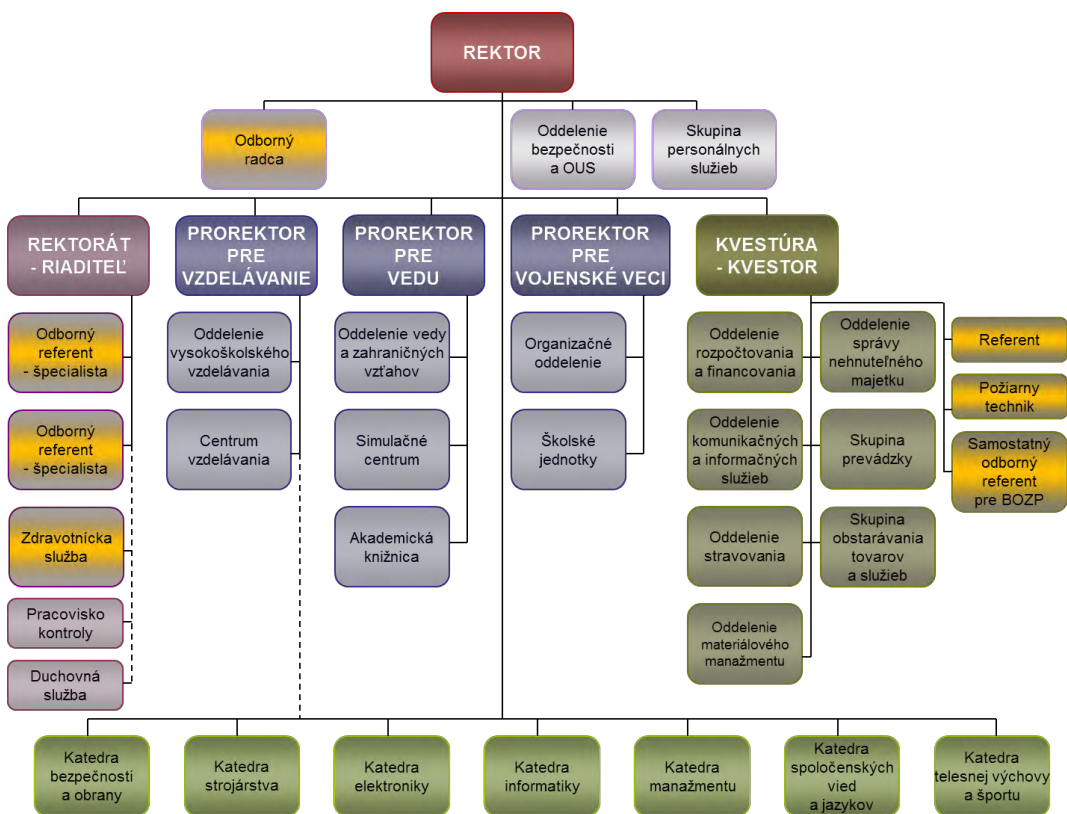 REKTOR
Odborný
radca
Oddelenie
bezpečnosti
a OUS
Skupina
personálnych
služieb
REKTORÁT
- RIADITEĽ
PROREKTOR
PRE
VZDELÁVANIE
PROREKTOR
PRE
VEDU
PROREKTOR
PRE
VOJENSKÉ VECI
KVESTÚRA
- KVESTOR
Odborný
referent
- špecialista
Odborný
referent
- špecialista
Zdravotnícka
služba
Pracovisko
kontroly
Duchovná
služba
Oddelenie
vysokoškolského
vzdelávania
Centrum
vzdelávania
Oddelenie vedy
a zahraničných
vzťahov
Simulačné
centrum
Akademická
knižnica
Organizačné
oddelenie
Školské
jednotky
Oddelenie
rozpočtovania
a financovania
Oddelenie
komunikačných
a informačných
služieb
Oddelenie
stravovania
Oddelenie
materiálového
manažmentu
Oddelenie
správy
nehnuteľného
majetku
Skupina
prevádzky
Skupina
obstarávania
tovarov
a služieb
Referent
Požiarny
technik
Samostatný
odborný
referent
pre BOZP
Katedra
bezpečnosti
a obrany
Katedra
strojárstva
Katedra
elektroniky
Katedra
informatiky
Katedra
manažmentu
Katedra
spoločenských
vied
a jazykov
Katedra
telesnej výchovy
a športu